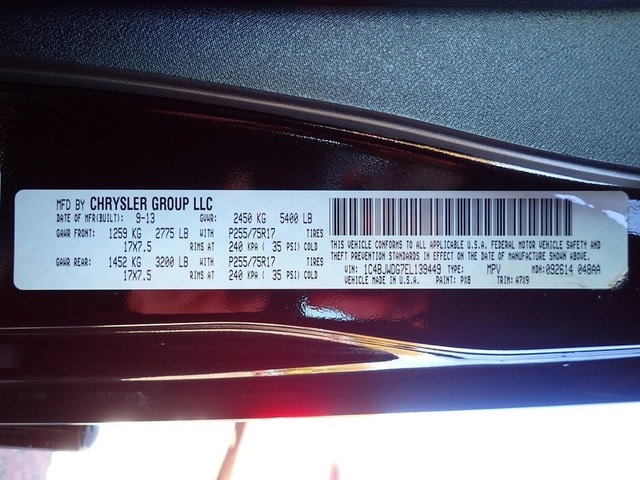 MFD BY CHRYSLER GROUP LLC
DATE OF MFR(BUILT): 9-13 GVWR: 2450 KG 5400 LB
GAWR FRONT: 1259 KG 2775 LB P255/75R17 TIRES
17X7.5 RIMS AT 240 KPA ( 35 PSI) COLD
GAWR REAR: 1452 KG 3200 LB P255/75R17 TIRES
WITH 17X7.5 RIMS AT 240 KPA ( 35 PSI) COLD
THIS VEHICLE CONFORMS TO ALL APPLICABLE U.S.A. FEDERAL MOTOR VEHICLE SAFETY AND
THEFT PREVENTION STANDARDS IN EFFECT ON THE DATE OF MANUFACTURE SHOWN ABOVE.
VIN: 1C4BJWDG7EL139449 TYPE: MPV MDH: 092614 048AA
VEHICLE MADE IN U.S.A. PAINT: PX8 TRIM: A7X9